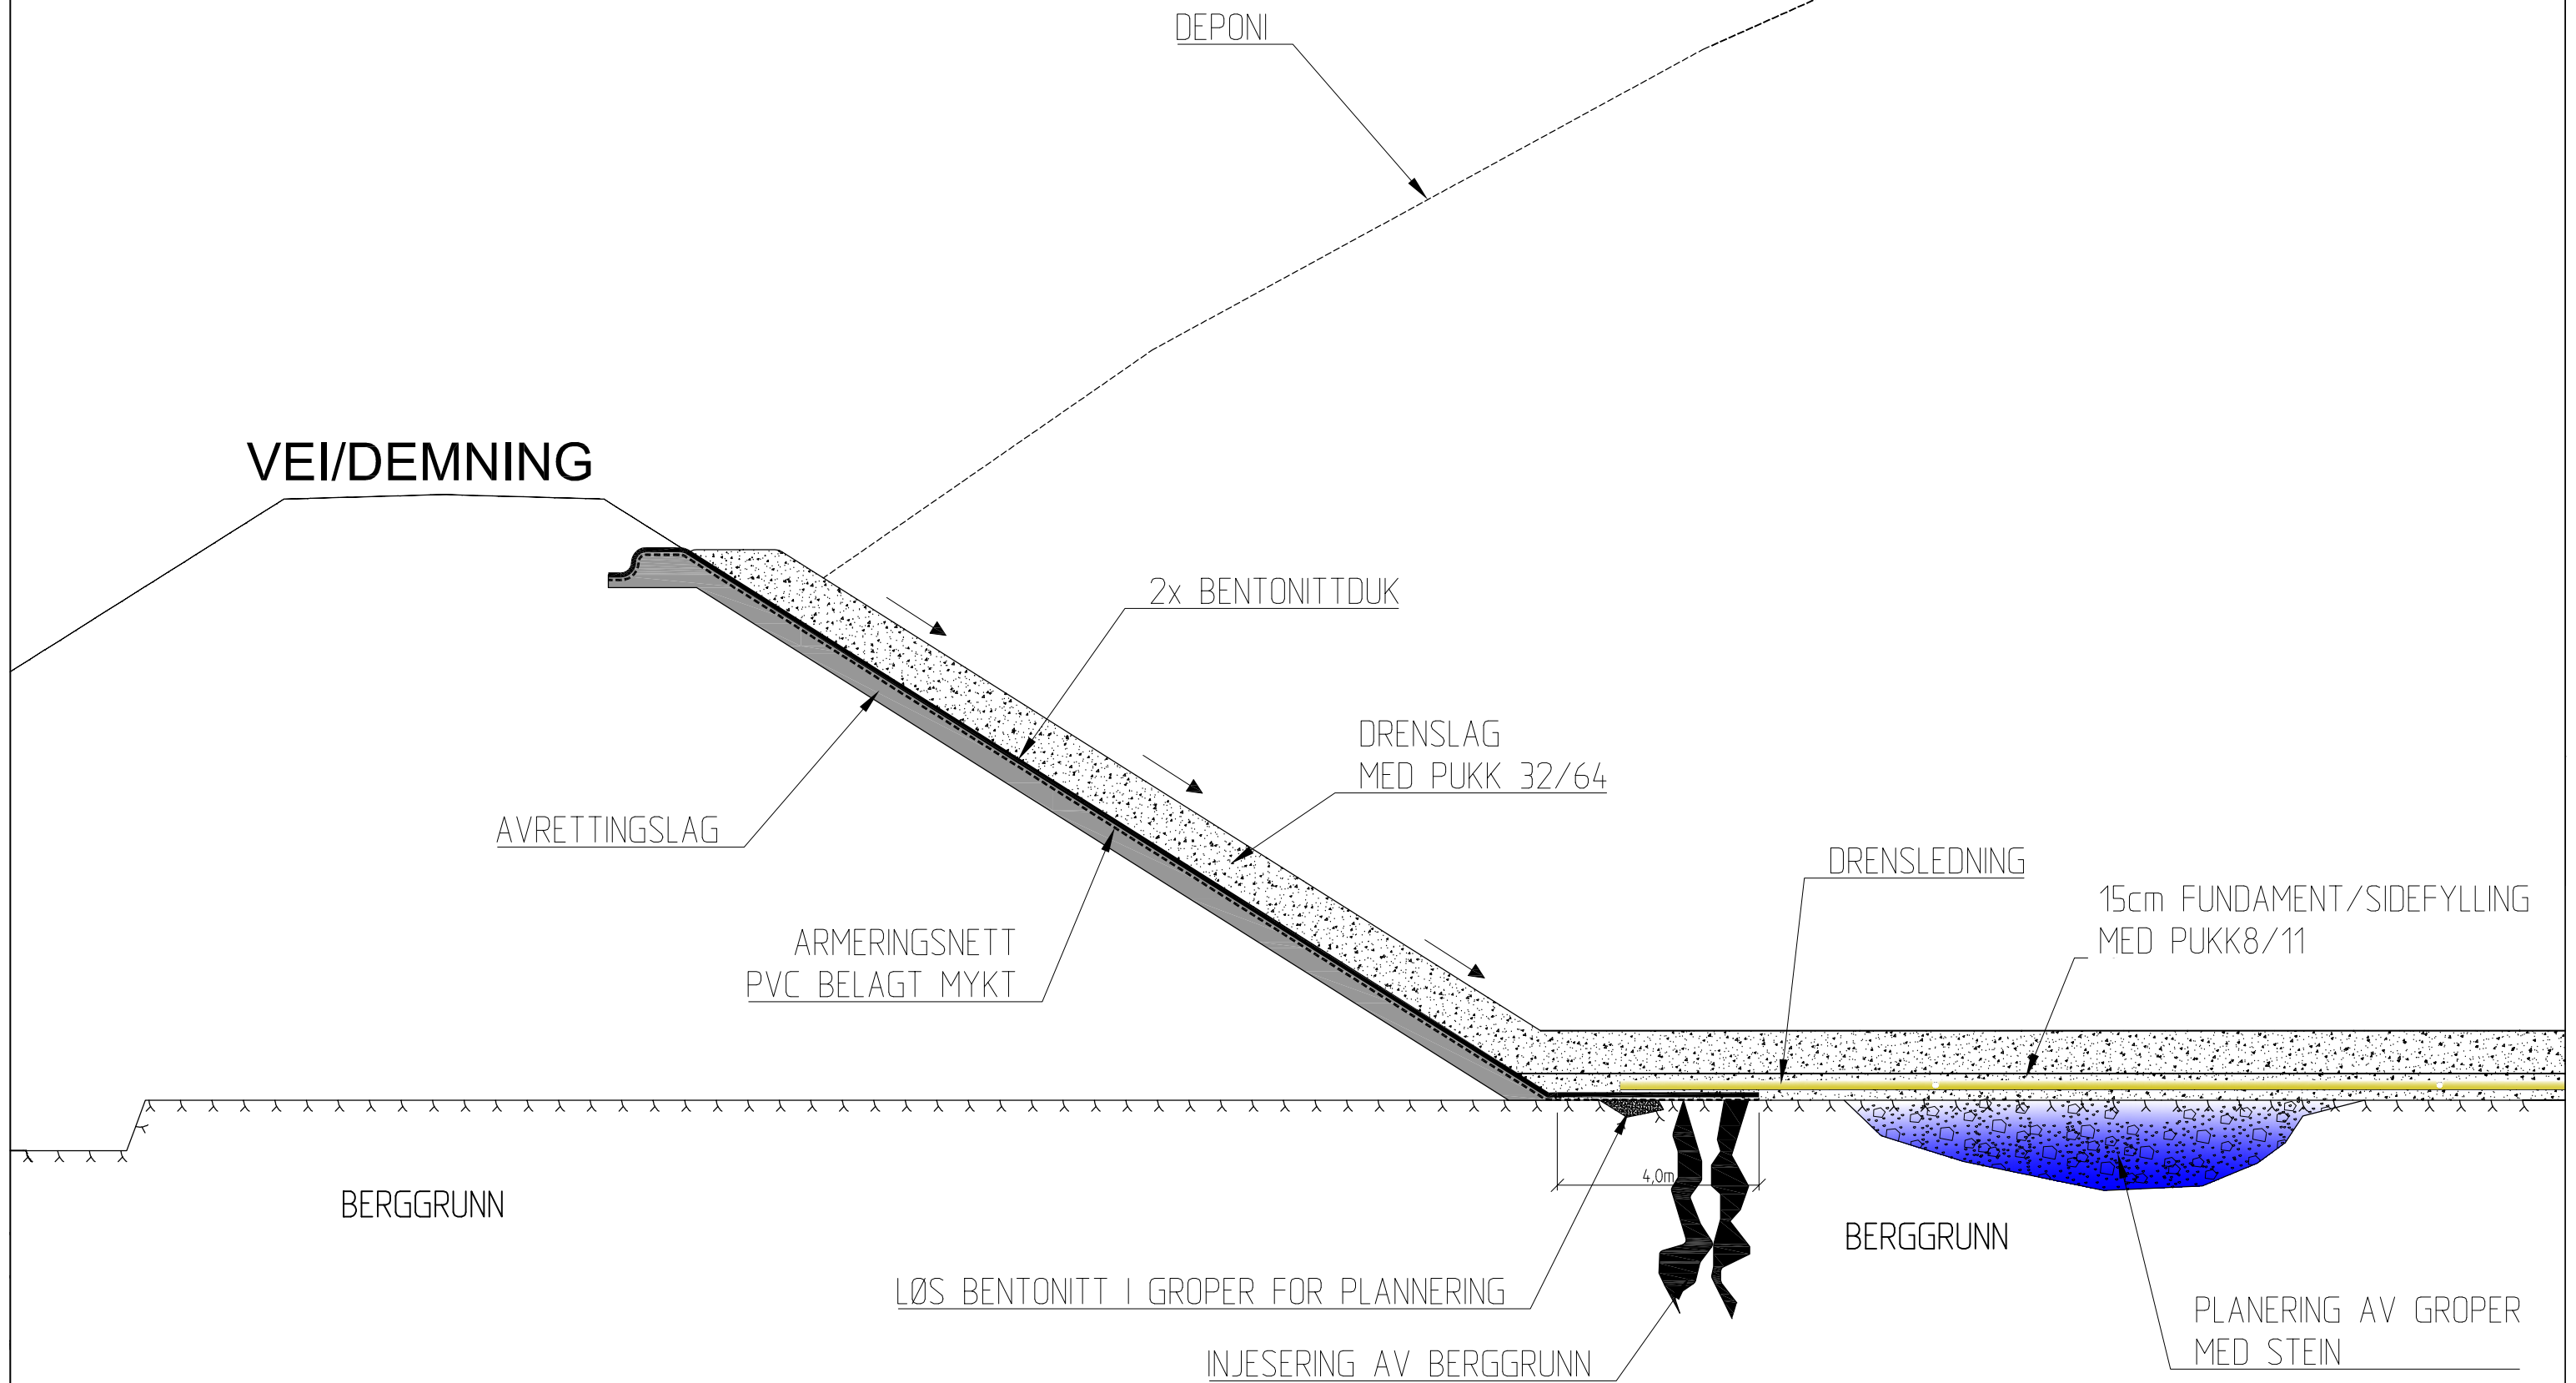 DEPONI
VEI/DEMNING
2x BENTONITTDUK
DRENSLAG
MED PUKK 32/64
AVRETTINGSLAG
DRENSLEDNING
15cm FUNDAMENT/SIDEFYLLING
MED PUKK8/11
ARMERINGSNETT
PVC BELAGT MYKT
4,0m
BERGGRUNN
BERGGRUNN
LØS BENTONITT I GROPER FOR PLANNERING
PLANERING AV GROPER
MED STEIN
INJESERING AV BERGGRUNN